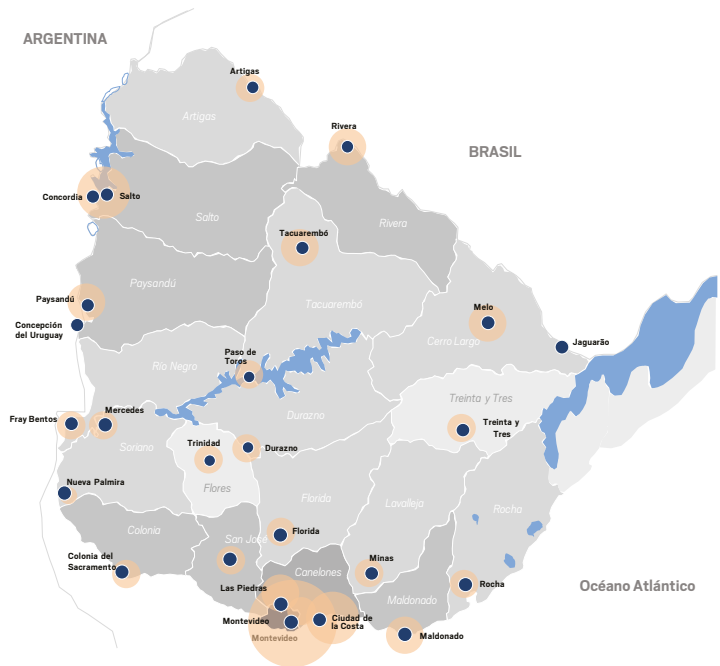 ARGENTINA
Artigas
Artigas
Rivera
BRASIL
Concordia
Salto
Salto
Rivera
Tacuarembó
Paysandú
Paysandú
Tacuarembó
Melo
Concepción
del Uruguay
Cerro Largo
Jaguarão
Paso de
Toros
Río Negro
Treinta y Tres
Fray Bentos
Mercedes
Durazno
Treinta y
Tres
Soriano
Trinidad
Durazno
Nueva Palmira
Flores
Florida
Lavalleja
Rocha
Colonia
San José
Florida
Colonia del
Sacramento
Minas
Canelones
Las Piedras
Rocha
Océano Atlántico
Maldonado
Montevideo
Ciudad de
la Costa
Montevideo
Maldonado